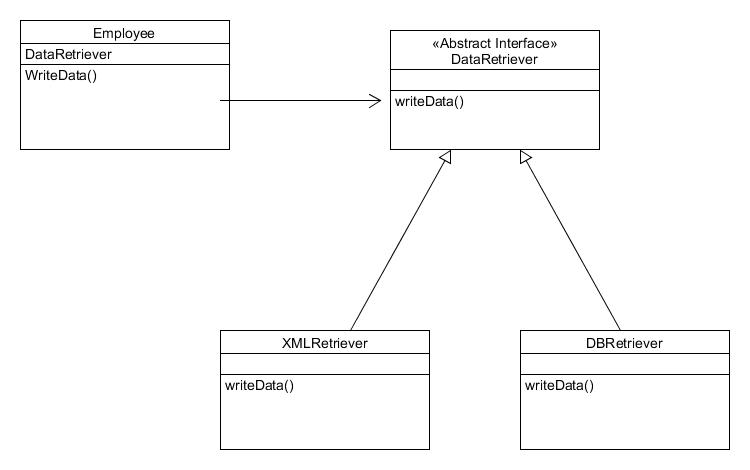 Employee
DataRetriever
WriteData()
«Abstract Interface»
DataRetriever
writeData()
XMLRetriever
writeData()
DBRetriever
writeData()